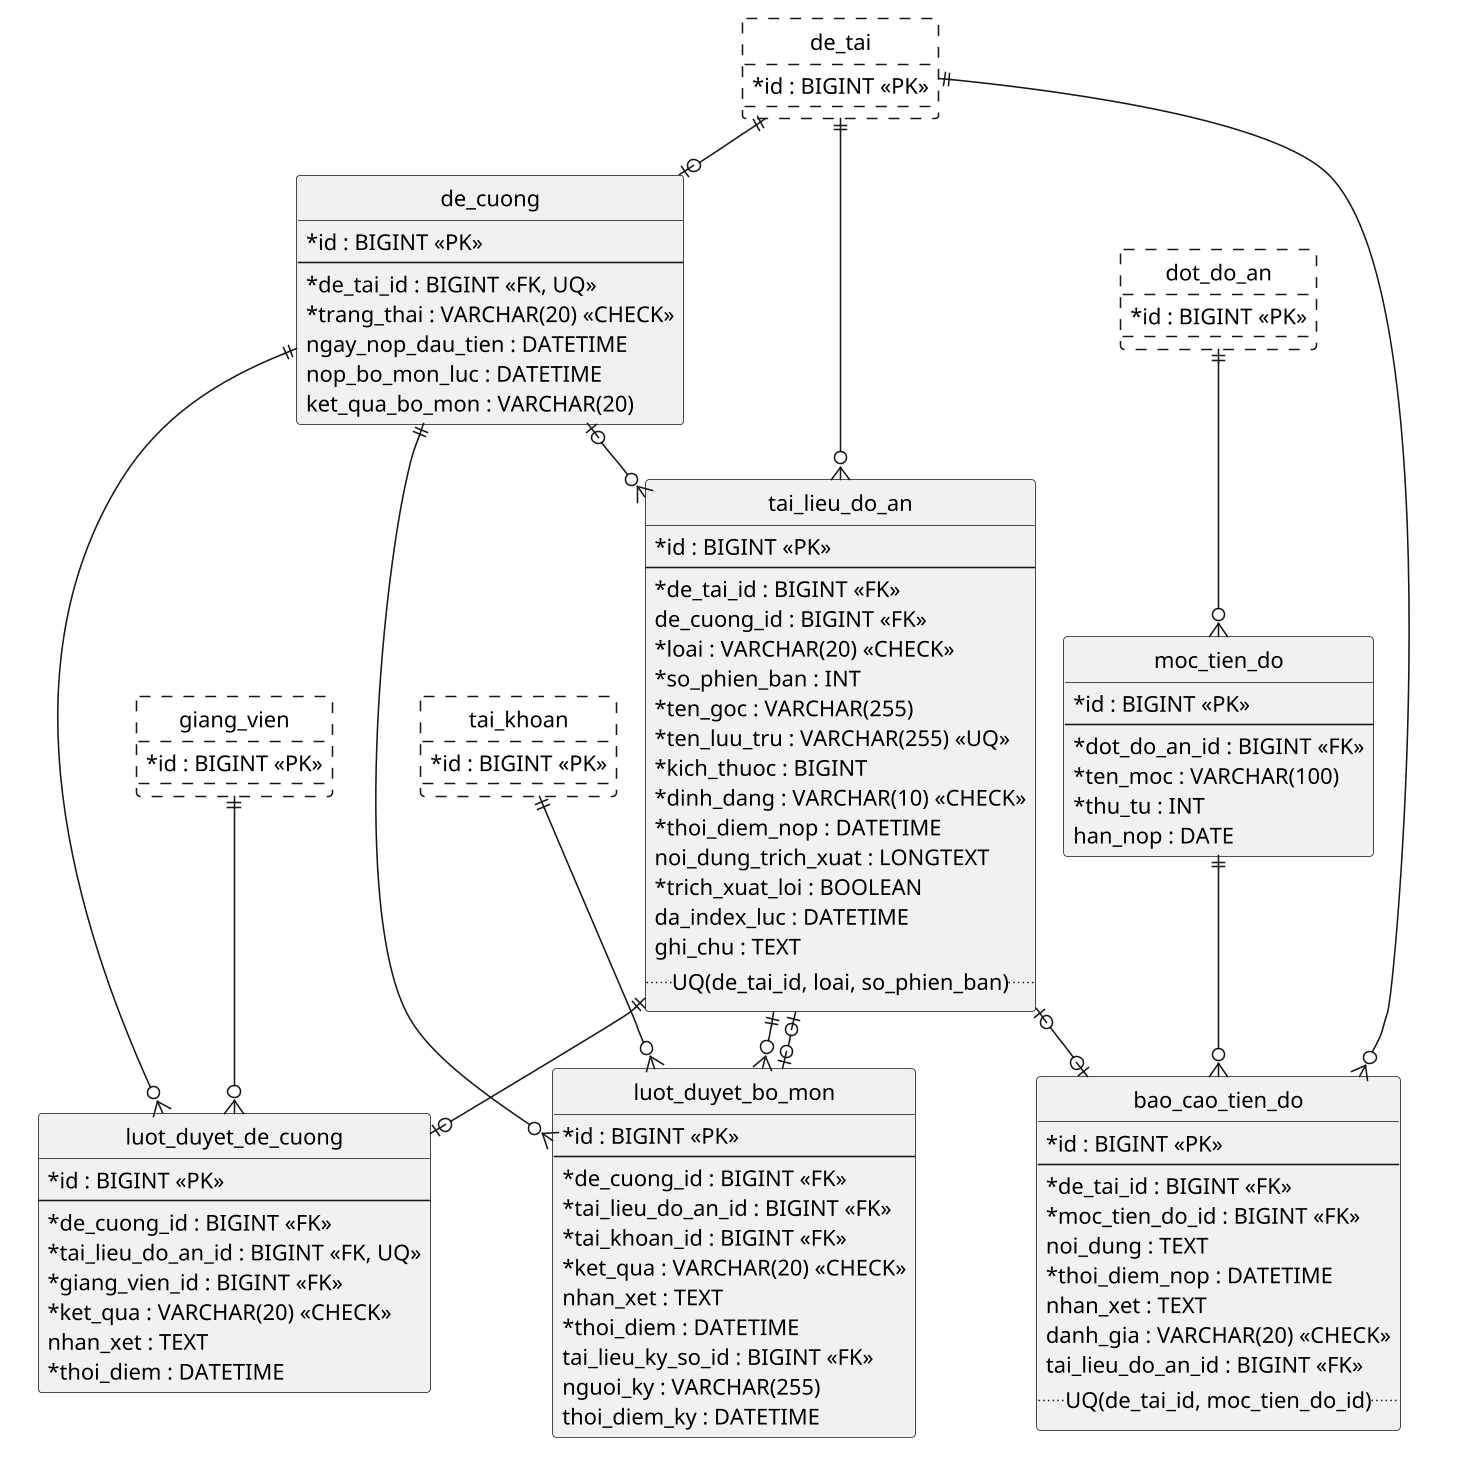 de_tai
*id : BIGINT «PK»
de_cuong
*id : BIGINT «PK»
*de_tai_id : BIGINT «FK, UQ»
*trang_thai : VARCHAR(20) «CHECK»
ngay_nop_dau_tien : DATETIME
nop_bo_mon_luc : DATETIME
ket_qua_bo_mon : VARCHAR(20)
dot_do_an
*id : BIGINT «PK»
tai_lieu_do_an
*id : BIGINT «PK»
*de_tai_id : BIGINT «FK»
de_cuong_id : BIGINT «FK»
*loai : VARCHAR(20) «CHECK»
*so_phien_ban : INT
*ten_goc : VARCHAR(255)
*ten_luu_tru : VARCHAR(255) «UQ»
*kich_thuoc : BIGINT
*dinh_dang : VARCHAR(10) «CHECK»
*thoi_diem_nop : DATETIME
noi_dung_trich_xuat : LONGTEXT
*trich_xuat_loi : BOOLEAN
da_index_luc : DATETIME
ghi_chu : TEXT
UQ(de_tai_id, loai, so_phien_ban)
moc_tien_do
*id : BIGINT «PK»
*dot_do_an_id : BIGINT «FK»
*ten_moc : VARCHAR(100)
*thu_tu : INT
han_nop : DATE
giang_vien
*id : BIGINT «PK»
tai_khoan
*id : BIGINT «PK»
luot_duyet_de_cuong
*id : BIGINT «PK»
*de_cuong_id : BIGINT «FK»
*tai_lieu_do_an_id : BIGINT «FK, UQ»
*giang_vien_id : BIGINT «FK»
*ket_qua : VARCHAR(20) «CHECK»
nhan_xet : TEXT
*thoi_diem : DATETIME
luot_duyet_bo_mon
*id : BIGINT «PK»
*de_cuong_id : BIGINT «FK»
*tai_lieu_do_an_id : BIGINT «FK»
*tai_khoan_id : BIGINT «FK»
*ket_qua : VARCHAR(20) «CHECK»
nhan_xet : TEXT
*thoi_diem : DATETIME
tai_lieu_ky_so_id : BIGINT «FK»
nguoi_ky : VARCHAR(255)
thoi_diem_ky : DATETIME
bao_cao_tien_do
*id : BIGINT «PK»
*de_tai_id : BIGINT «FK»
*moc_tien_do_id : BIGINT «FK»
noi_dung : TEXT
*thoi_diem_nop : DATETIME
nhan_xet : TEXT
danh_gia : VARCHAR(20) «CHECK»
tai_lieu_do_an_id : BIGINT «FK»
UQ(de_tai_id, moc_tien_do_id)